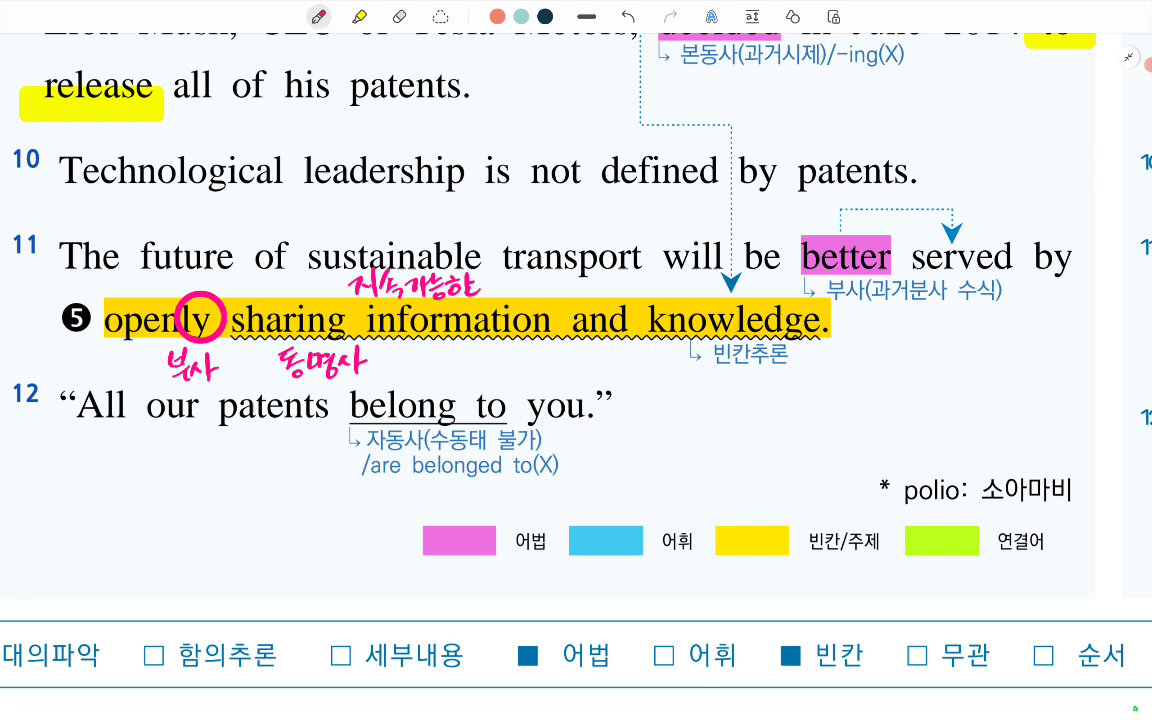 ↳ 본동사(과거시제)/-ing(X)
release all of his patents.
10 Technological leadership is not defined by patents.
11 The future of sustainable transport will be better served by
지속가능한
↳ 부사(과거분사 수식)
❺ openly sharing information and knowledge.
부사 동명사
↳ 빈칸추론
12 “All our patents belong to you.”
↳ 자동사(수동태 불가)
/are belonged to(X)
* polio: 소아마비
어법 어휘 빈칸/주제 연결어
대의파악 □ 함의추론 □ 세부내용 ■ 어법 □ 어휘 ■ 빈칸 □ 무관 □ 순서